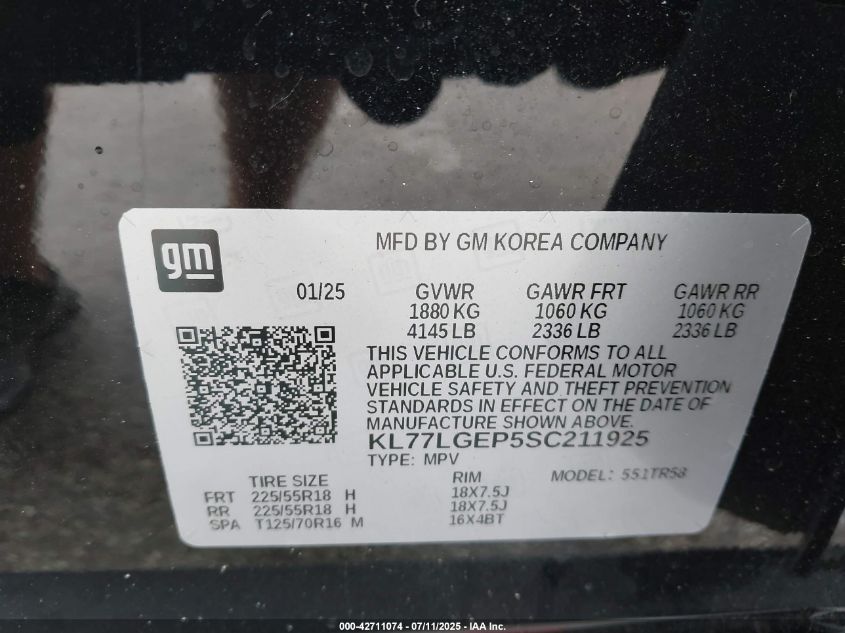 gm
MFD BY GM KOREA COMPANY
01/25 GVWR GAWR FRT GAWR RR
1880 KG 1060 KG 1060 KG
4145 LB 2336 LB 2336 LB
THIS VEHICLE CONFORMS TO ALL
APPLICABLE U.S. FEDERAL MOTOR
VEHICLE SAFETY AND THEFT PREVENTION
STANDARDS IN EFFECT ON THE DATE OF
MANUFACTURE SHOWN ABOVE.
KL77LGEP5SC211925
TYPE: MPV
TIRE SIZE RIM MODEL: 551TR58
FRT 225/55R18 H 18X7.5J
RR 225/55R18 H 18X7.5J
SPA T125/70R16 M 16X4BT
000-42711074 - 07/11/2025 - IAA Inc.